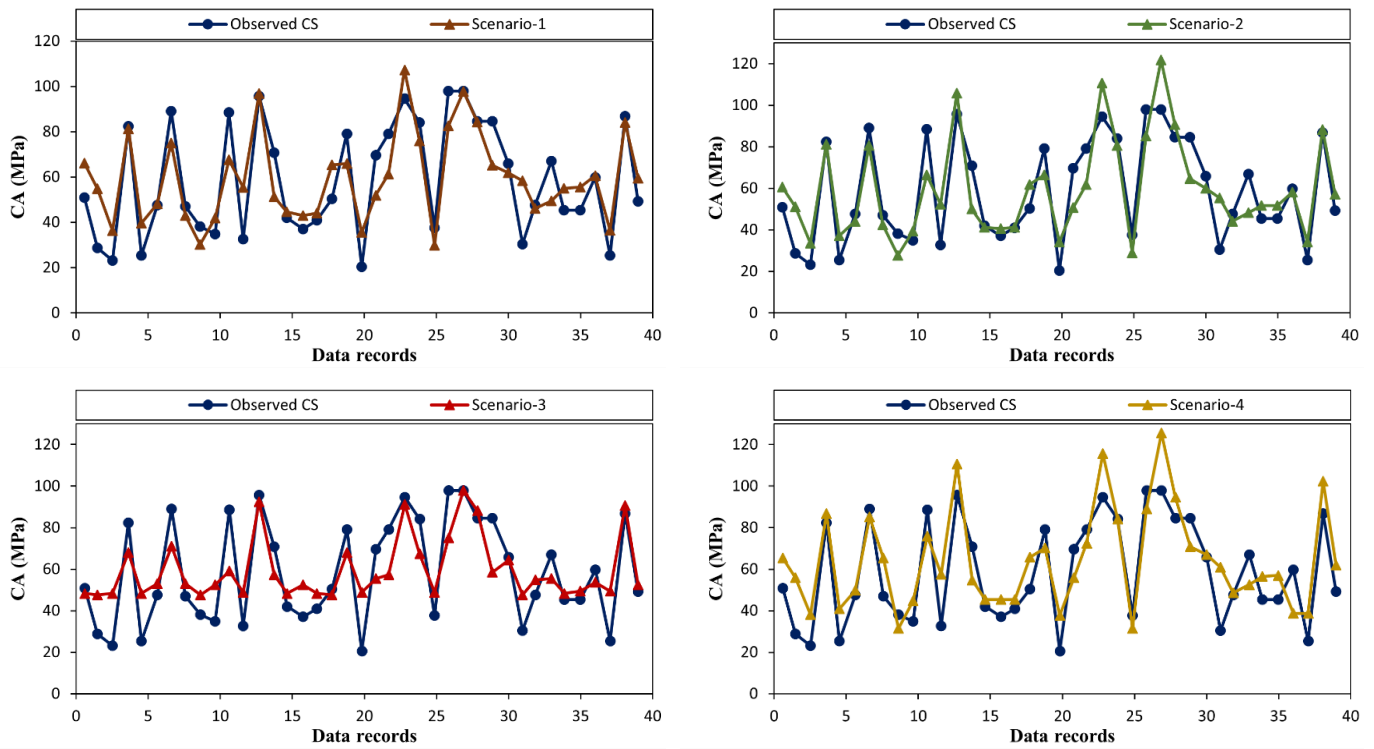 Observed CS Scenario-1
CA (MPa)
120
100
80
60
40
20
0
0 5 10 15 20 25 30 35 40
Data records
Observed CS Scenario-2
CA (MPa)
120
100
80
60
40
20
0
0 5 10 15 20 25 30 35 40
Data records
Observed CS Scenario-3
CA (MPa)
120
100
80
60
40
20
0
0 5 10 15 20 25 30 35 40
Data records
Observed CS Scenario-4
CA (MPa)
120
100
80
60
40
20
0
0 5 10 15 20 25 30 35 40
Data records